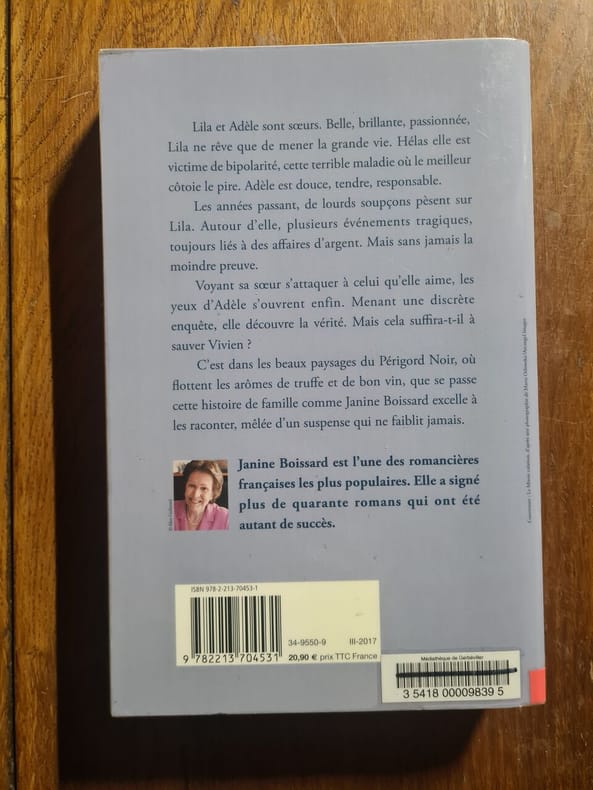 Lila et Adèle sont sœurs. Belle, brillante, passionnée,
Lila ne rêve que de mener la grande vie. Hélas elle est
victime de bipolarité, cette terrible maladie où le meilleur
côtoie le pire. Adèle est douce, tendre, responsable.
Les années passant, de lourds soupçons pèsent sur
Lila. Autour d'elle, plusieurs événements tragiques,
toujours liés à des affaires d'argent. Mais sans jamais la
moindre preuve.
Voyant sa sœur s'attaquer à celui qu'elle aime, les
yeux d'Adèle s'ouvrent enfin. Menant une discrète
enquête, elle découvre la vérité. Mais cela suffira-t-il à
sauver Vivien ?
C'est dans les beaux paysages du Périgord Noir, où
flottent les arômes de truffe et de bon vin, que se passe
cette histoire de famille comme Janine Boissard excelle à
les raconter, mêlée d'un suspense qui ne faiblit jamais.
Janine Boissard est l'une des romancières
françaises les plus populaires. Elle a signé
plus de quarante romans qui ont été
autant de succès.
ISBN 978-2-213-70453-1
34-9550-9 III-2017
9 782213 704531 20,90 € prix TTC France
Médiathèque de Gerbéviller
3 5418 00009839 5